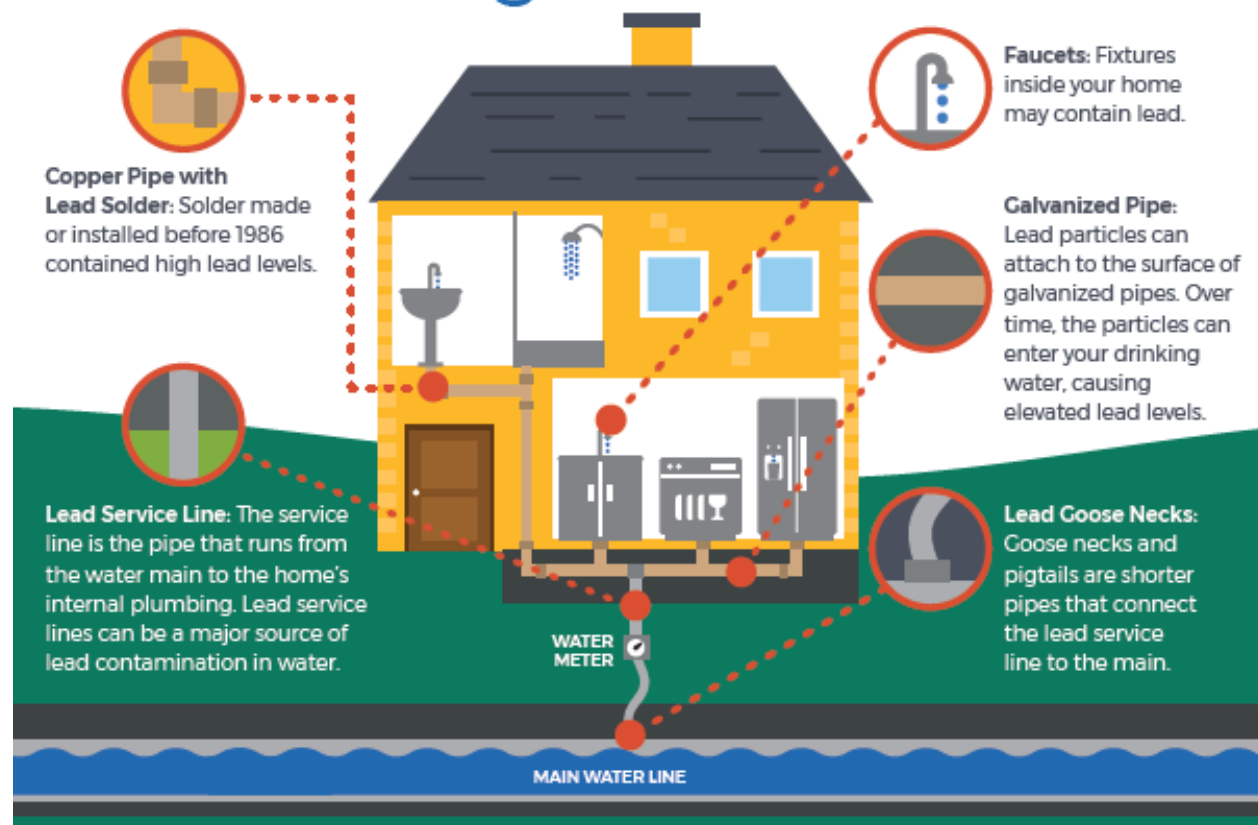 Copper Pipe with
Lead Solder: Solder made
or installed before 1986
contained high lead levels.
Lead Service Line: The service
line is the pipe that runs from
the water main to the home's
internal plumbing. Lead service
lines can be a major source of
lead contamination in water.
Faucets: Fixtures
inside your home
may contain lead.
Galvanized Pipe:
Lead particles can
attach to the surface of
galvanized pipes. Over
time, the particles can
enter your drinking
water, causing
elevated lead levels.
Lead Goose Necks:
Goose necks and
pigtails are shorter
pipes that connect
the lead service
line to the main.
WATER
METER
MAIN WATER LINE